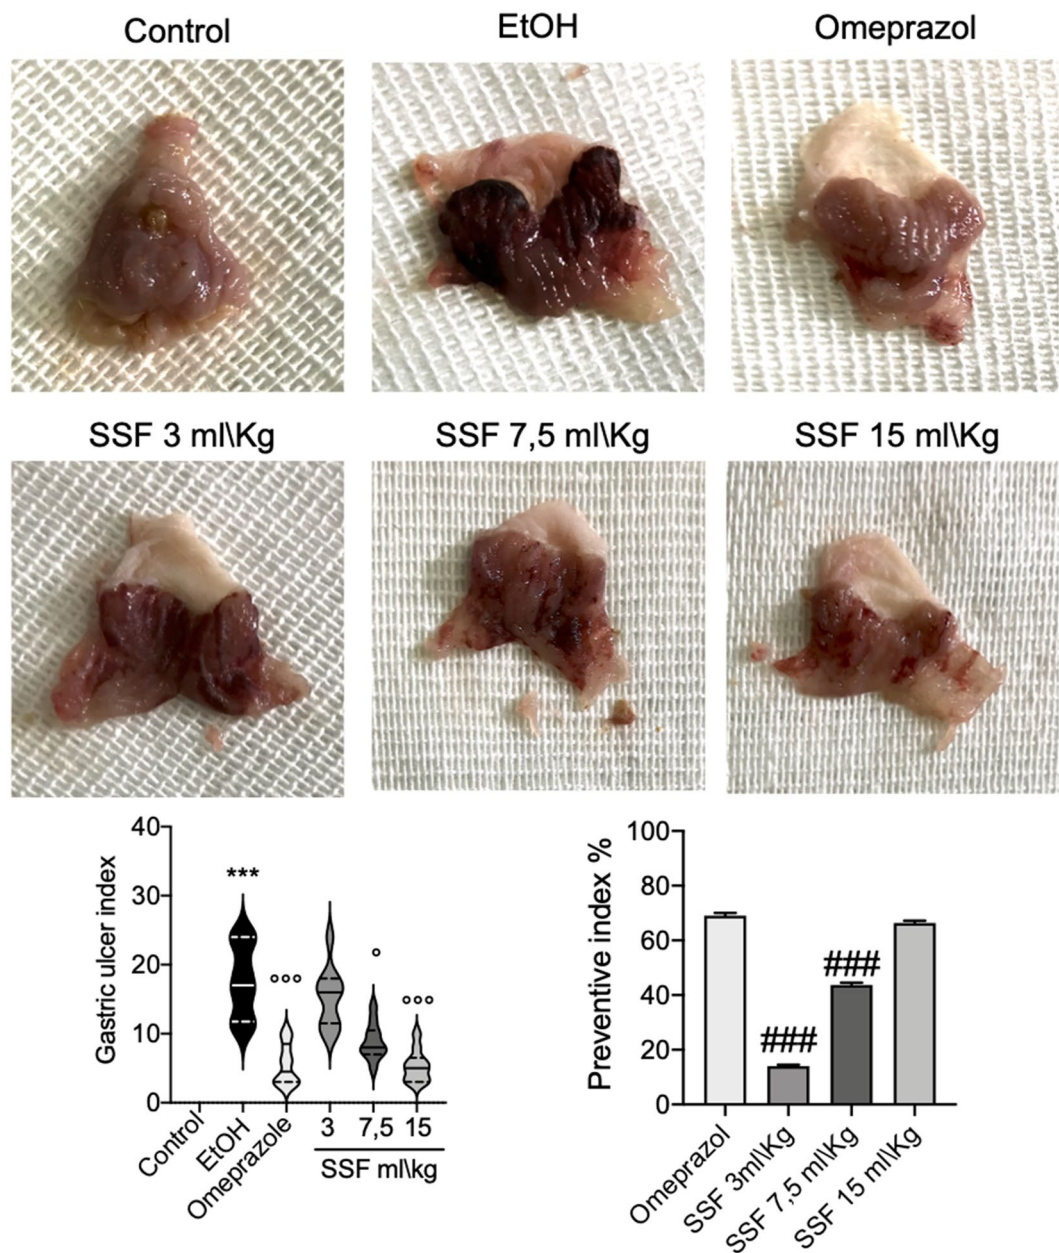 Control
EtOH
Omeprazol
SSF 3 ml\Kg
SSF 7,5 ml\Kg
SSF 15 ml\Kg
Gastric ulcer index
40
30
20
10
0
***
°°°
°
°°°
Control
EtOH
Omeprazole
3
7,5
15
SSF ml\kg
Preventive index %
100
80
60
40
20
0
###
###
Omeprazol
SSF 3ml\Kg
SSF 7,5 ml\Kg
SSF 15 ml\Kg